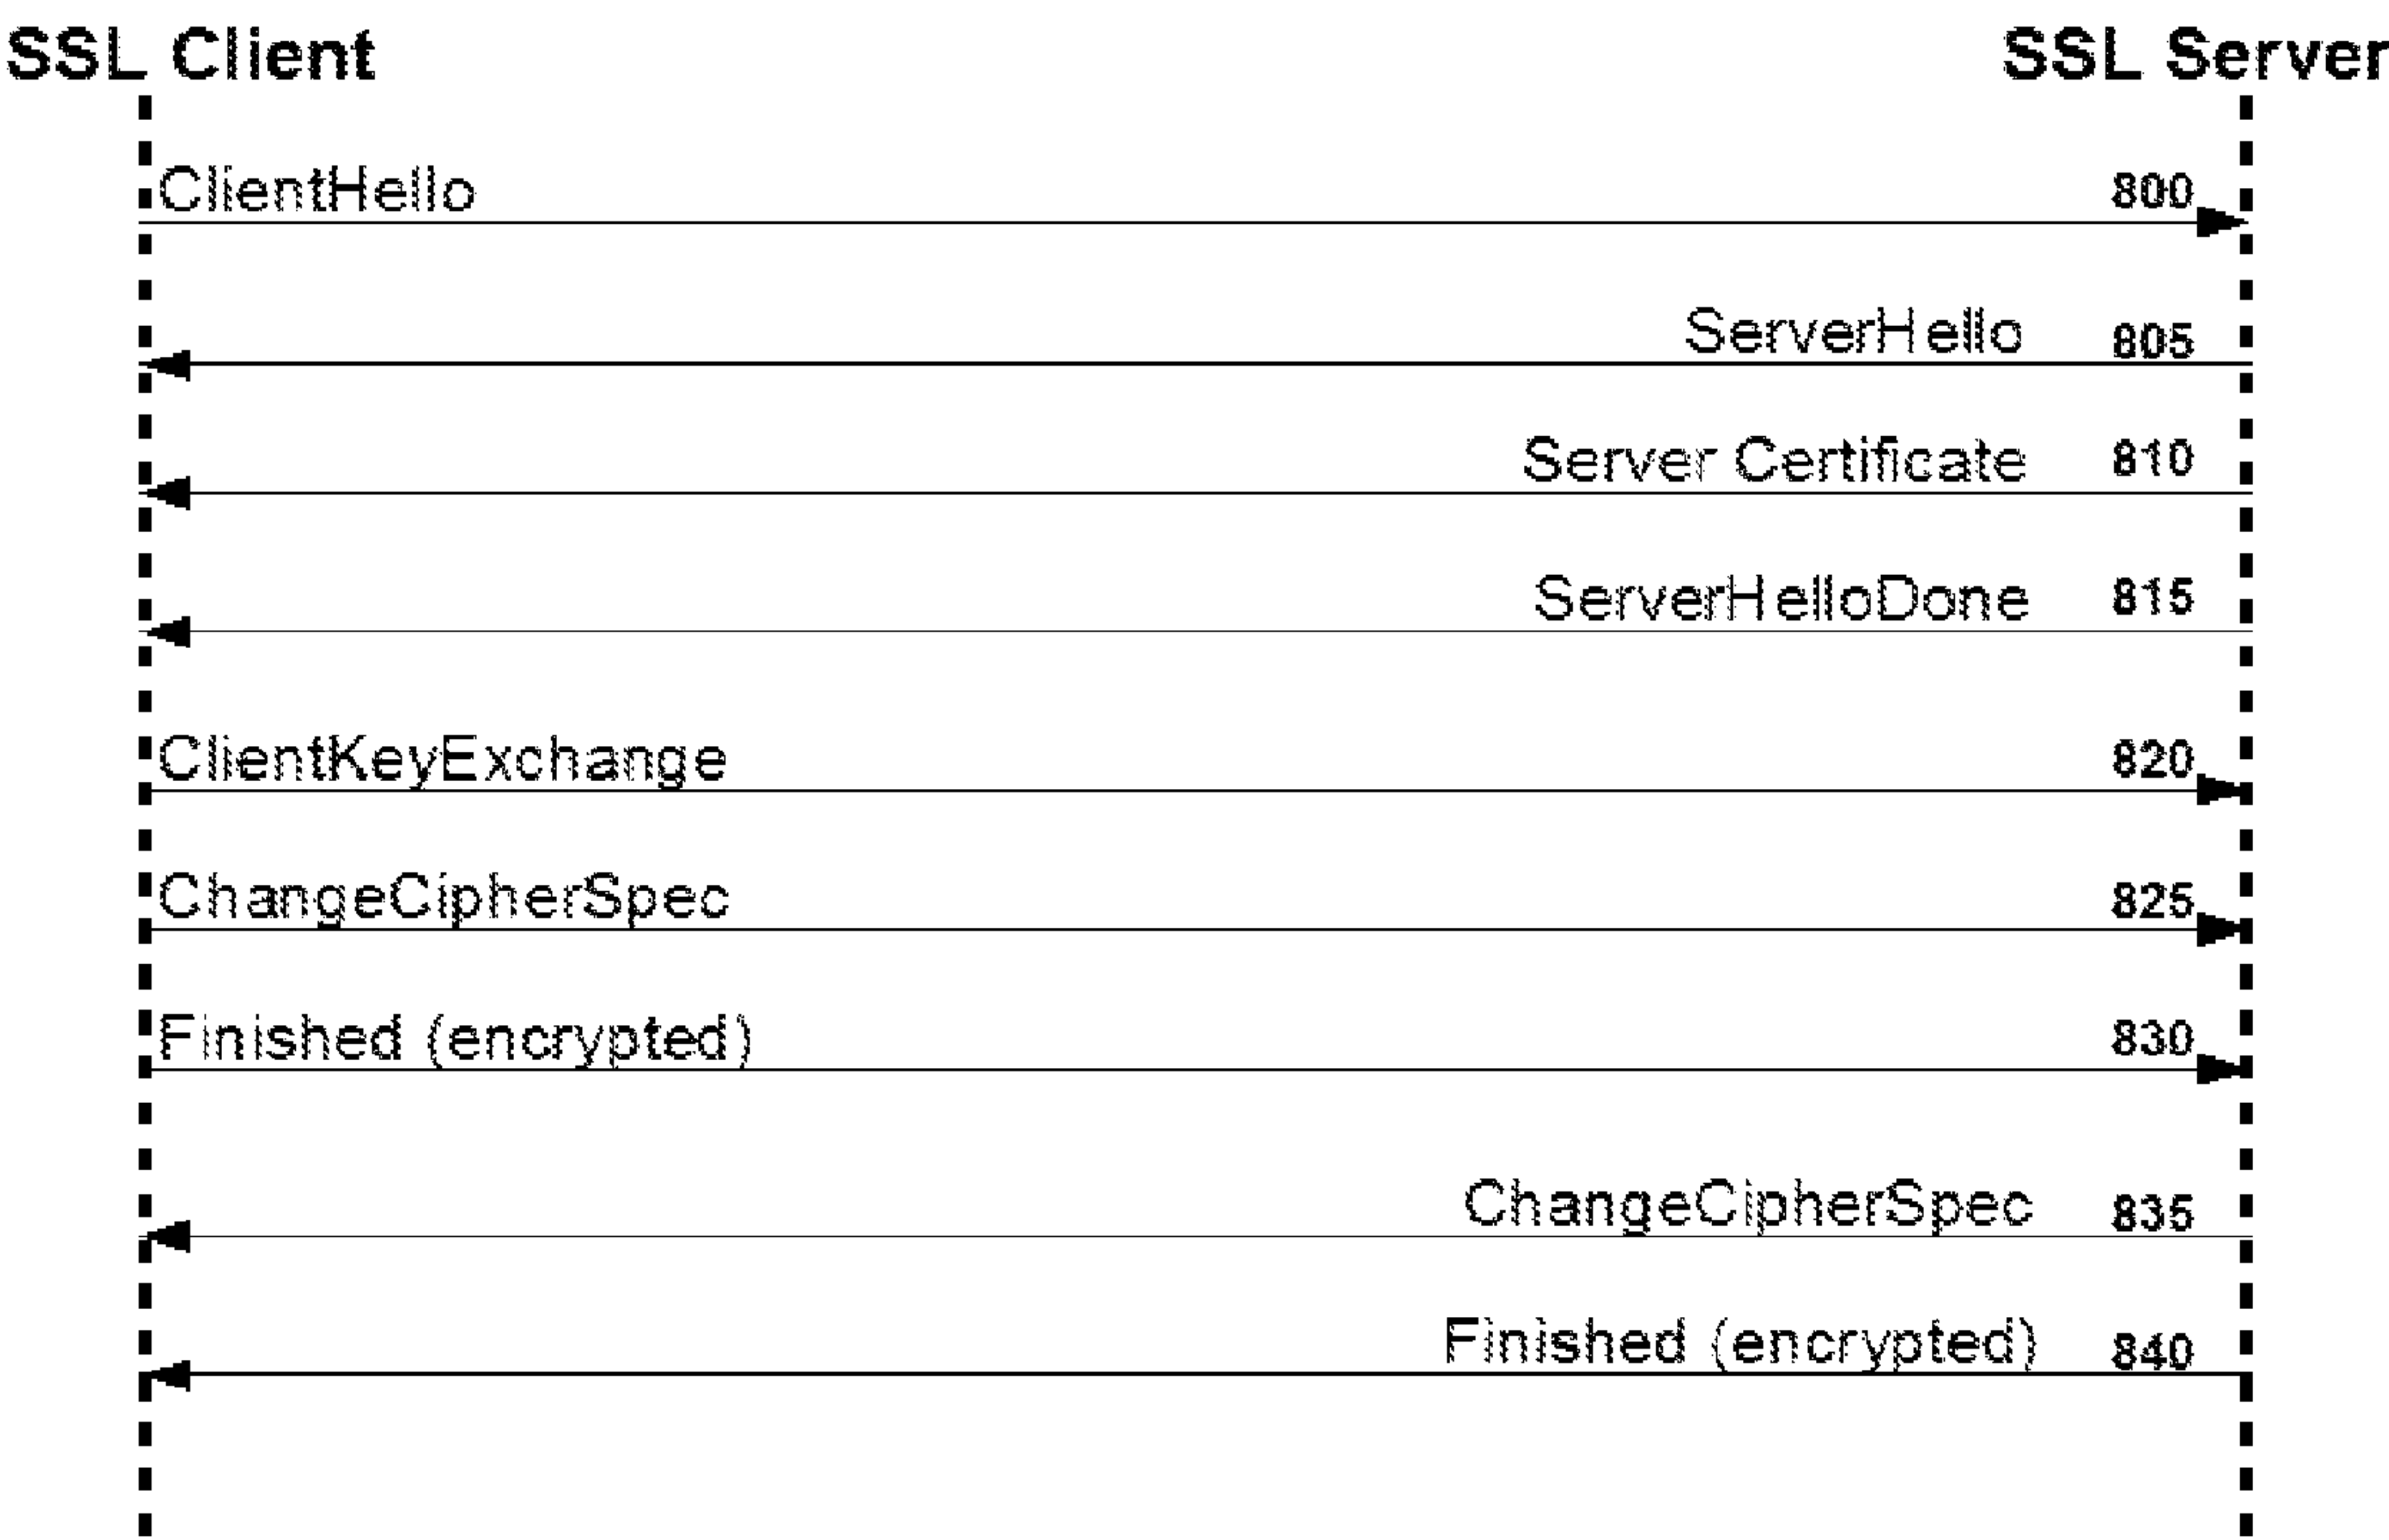 SSL Client SSL Server
ClientHello 800
ServerHello 805
Server Certificate 810
ServerHelloDone 815
ClientKeyExchange 820
ChangeCipherSpec 825
Finished (encrypted) 830
ChangeCipherSpec 835
Finished (encrypted) 840